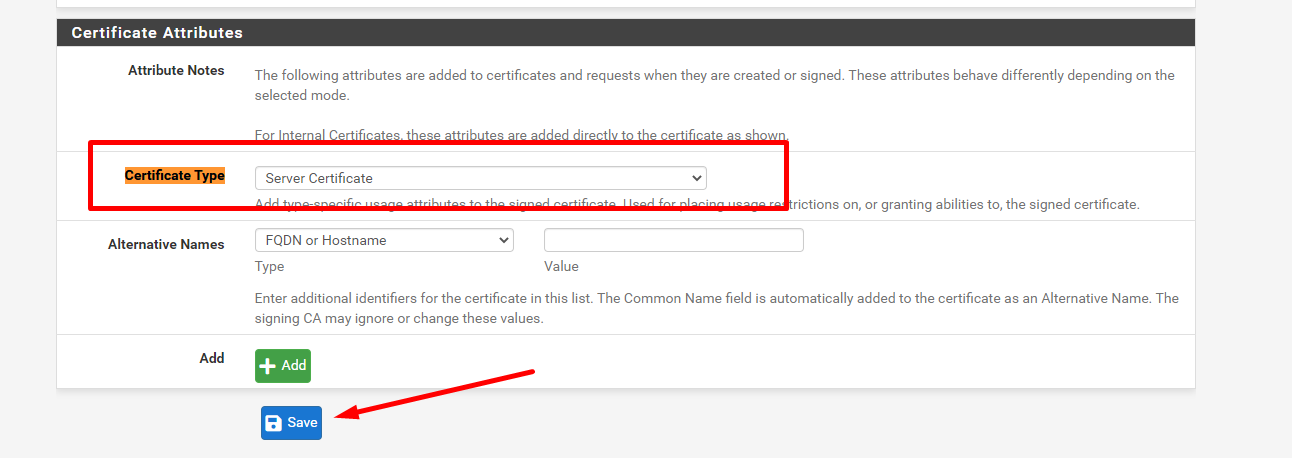 Certificate Attributes
Attribute Notes
The following attributes are added to certificates and requests when they are created or signed. These attributes behave differently depending on the
selected mode.
For Internal Certificates, these attributes are added directly to the certificate as shown.
Certificate Type
Server Certificate
Add type-specific usage attributes to the signed certificate. Used for placing usage restrictions on, or granting abilities to, the signed certificate.
Alternative Names
FQDN or Hostname
Type
Value
Enter additional identifiers for the certificate in this list. The Common Name field is automatically added to the certificate as an Alternative Name. The
signing CA may ignore or change these values.
Add
Add
Save